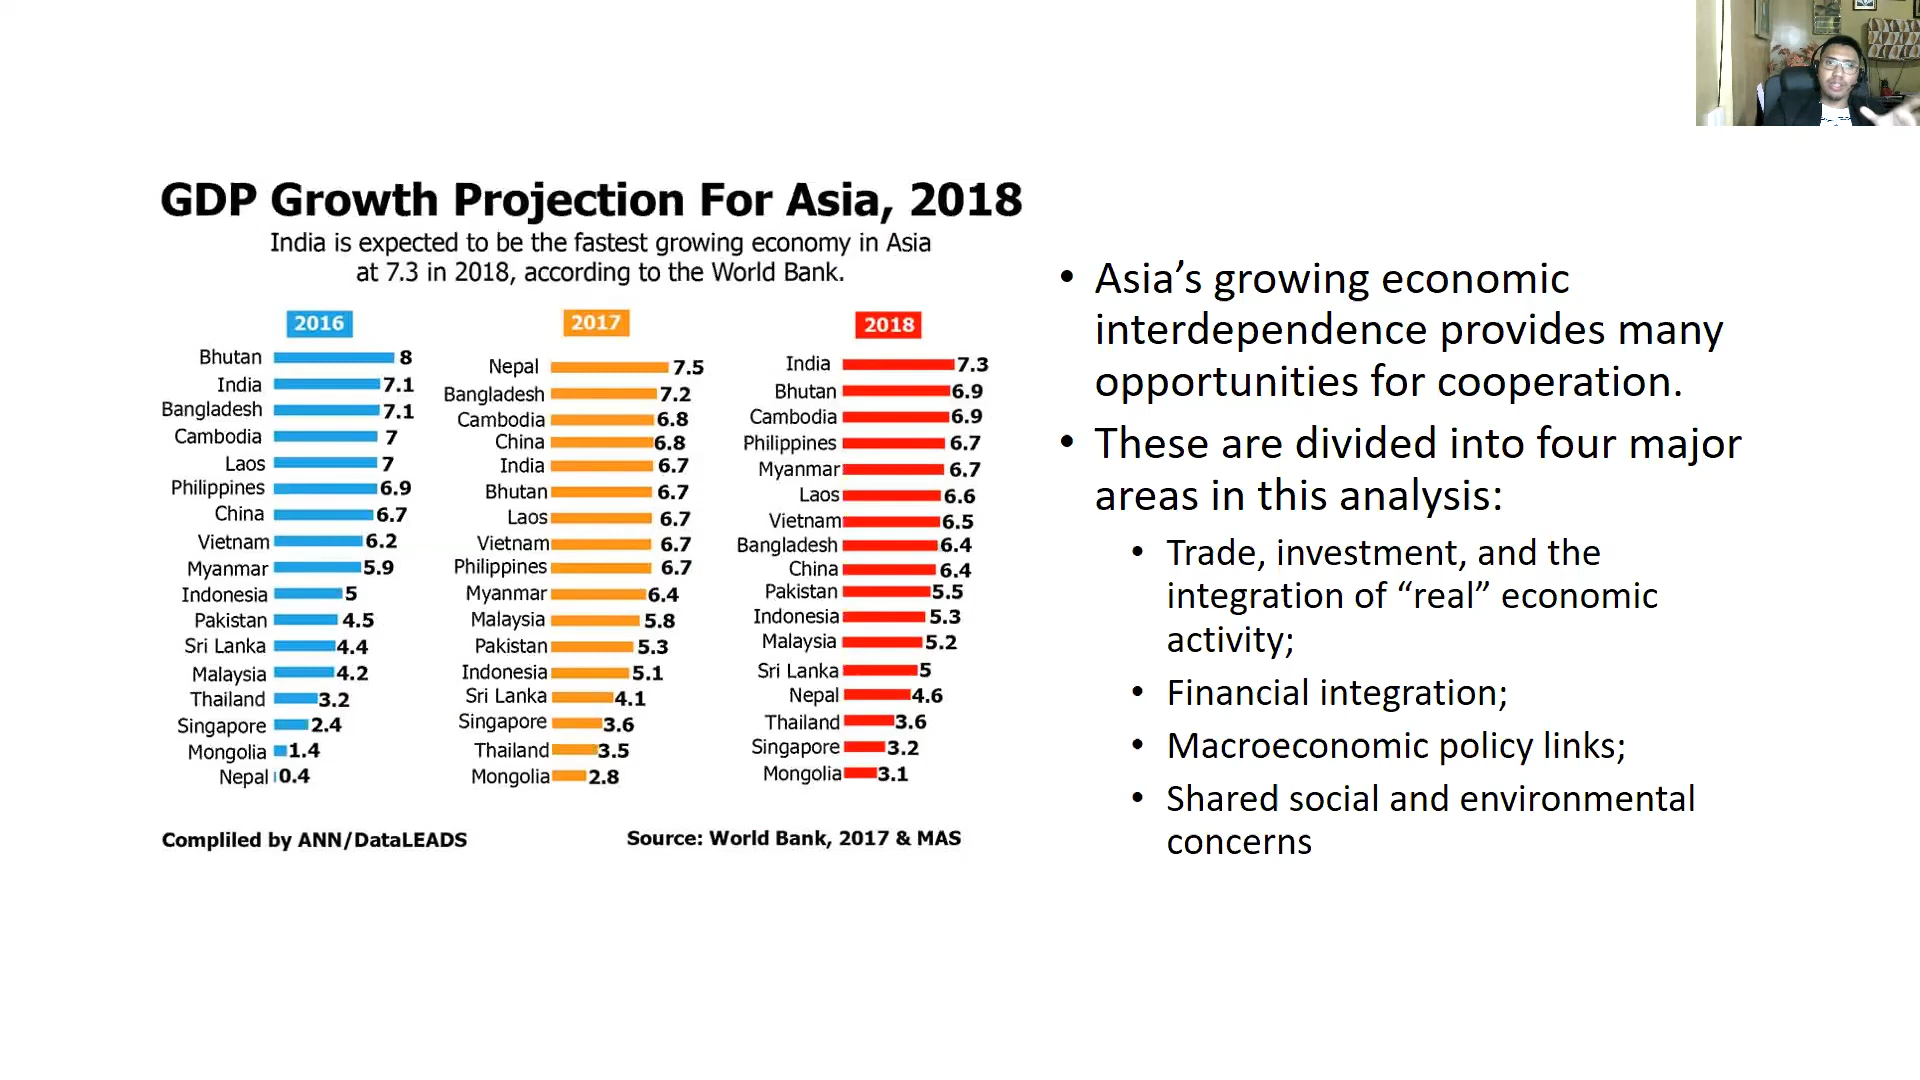 GDP Growth Projection For Asia, 2018
India is expected to be the fastest growing economy in Asia
at 7.3 in 2018, according to the World Bank.
2016
Bhutan 8
India 7.1
Bangladesh 7.1
Cambodia 7
Laos 7
Philippines 6.9
China 6.7
Vietnam 6.2
Myanmar 5.9
Indonesia 5
Pakistan 4.5
Sri Lanka 4.4
Malaysia 4.2
Thailand 3.2
Singapore 2.4
Mongolia 1.4
Nepal 0.4
2017
Nepal 7.5
Bangladesh 7.2
Cambodia 6.8
China 6.8
India 6.7
Bhutan 6.7
Laos 6.7
Vietnam 6.7
Philippines 6.7
Myanmar 6.4
Malaysia 5.8
Pakistan 5.3
Indonesia 5.1
Sri Lanka 4.1
Singapore 3.6
Thailand 3.5
Mongolia 2.8
2018
India 7.3
Bhutan 6.9
Cambodia 6.9
Philippines 6.7
Myanmar 6.7
Laos 6.6
Vietnam 6.5
Bangladesh 6.4
China 6.4
Pakistan 5.5
Indonesia 5.3
Malaysia 5.2
Sri Lanka 5
Nepal 4.6
Thailand 3.6
Singapore 3.2
Mongolia 3.1
Compliled by ANN/DataLEADS
Source: World Bank, 2017 & MAS
• Asia’s growing economic
interdependence provides many
opportunities for cooperation.
• These are divided into four major
areas in this analysis:
• Trade, investment, and the
integration of “real” economic
activity;
• Financial integration;
• Macroeconomic policy links;
• Shared social and environmental
concerns